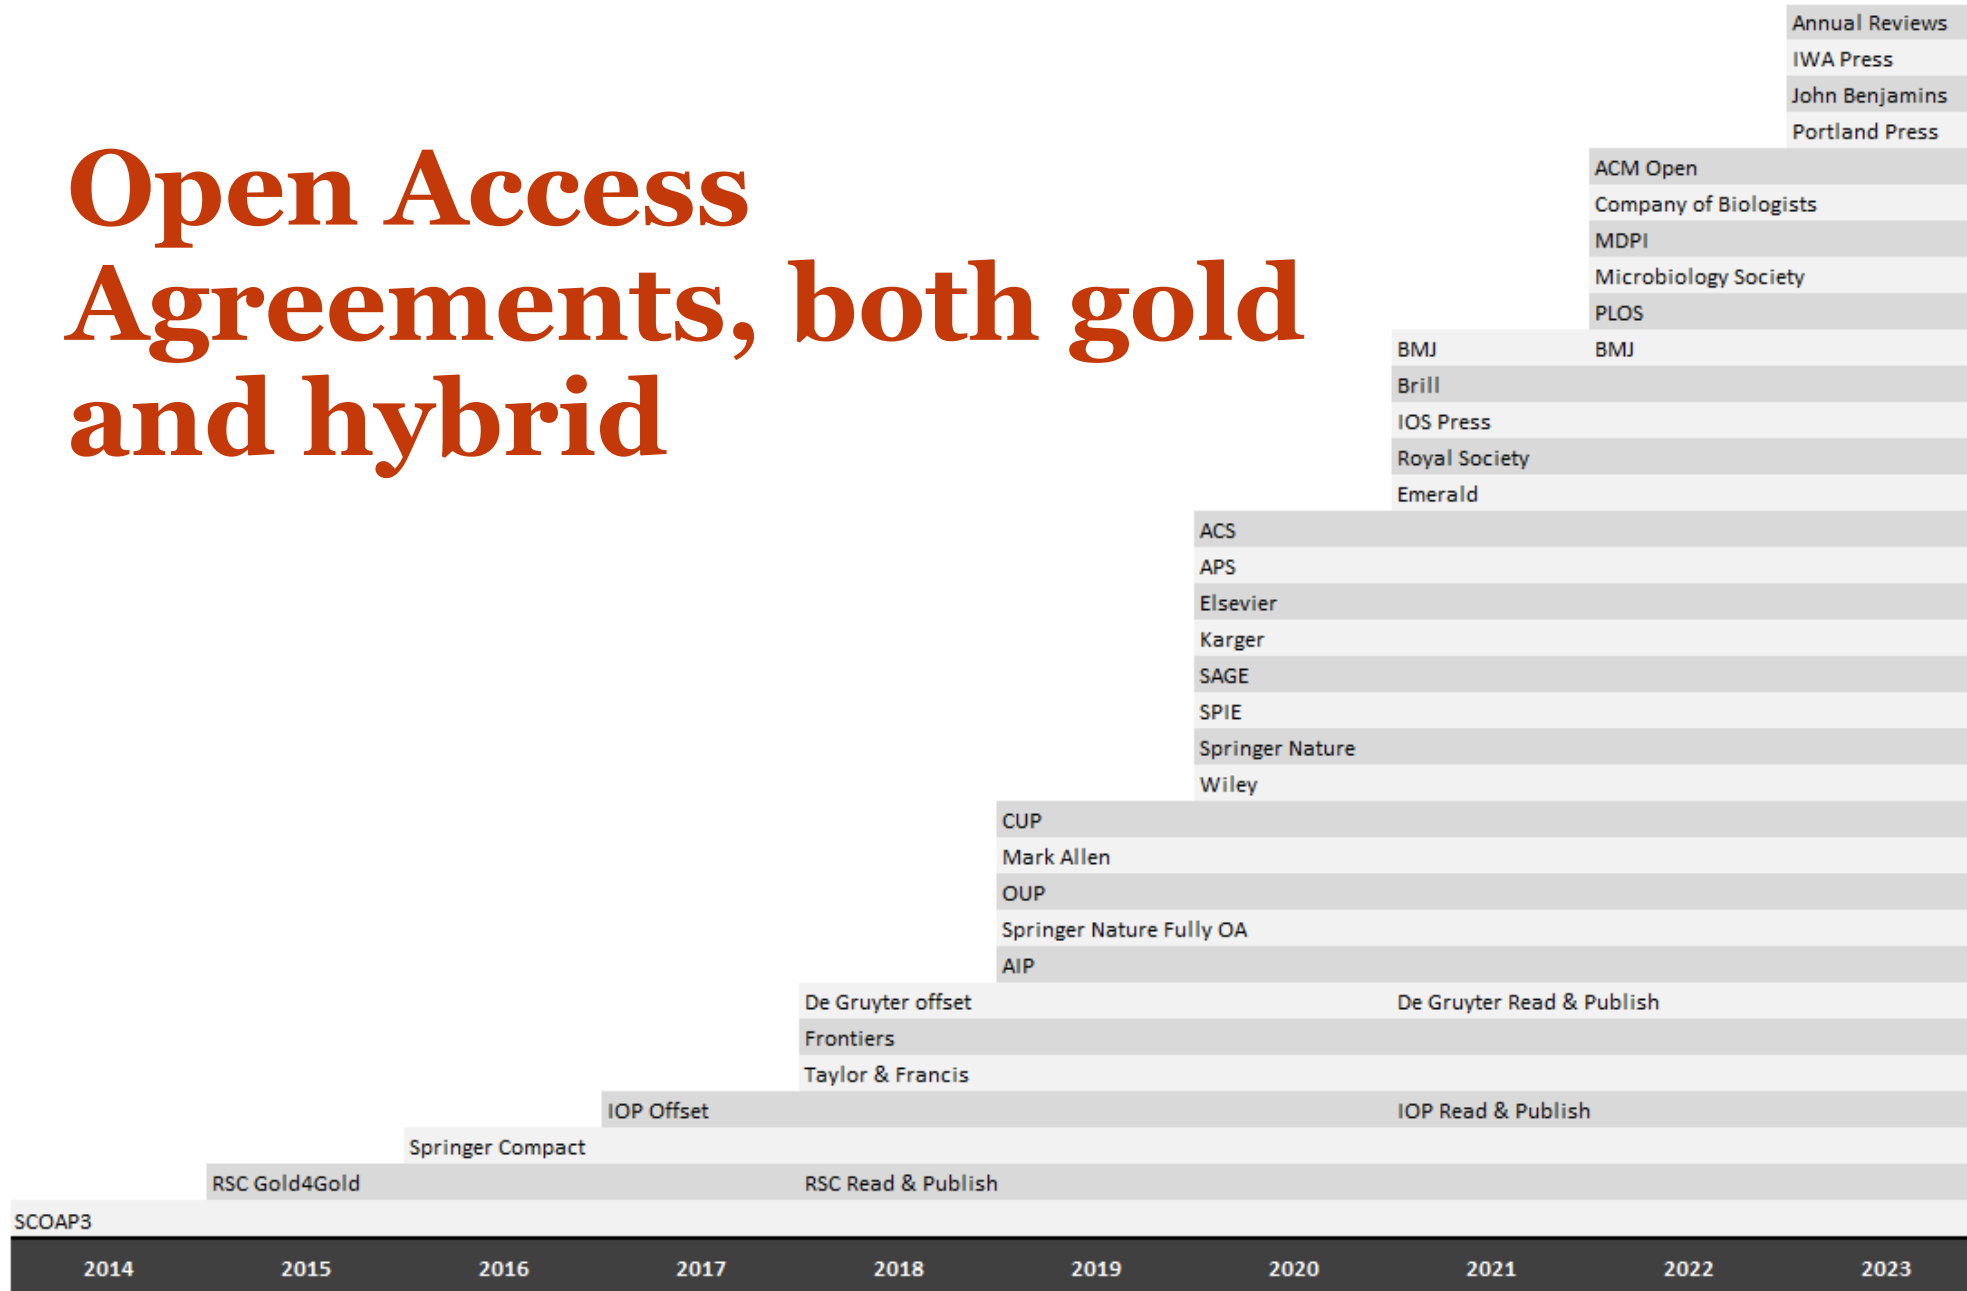 Open Access
Agreements, both gold
and hybrid
Annual Reviews
IWA Press
John Benjamins
Portland Press
ACM Open
Company of Biologists
MDPI
Microbiology Society
PLOS
BMJ BMJ
Brill
IOS Press
Royal Society
Emerald
ACS
APS
Elsevier
Karger
SAGE
SPIE
Springer Nature
Wiley
CUP
Mark Allen
OUP
Springer Nature Fully OA
AIP
De Gruyter offset De Gruyter Read & Publish
Frontiers
Taylor & Francis
IOP Offset IOP Read & Publish
Springer Compact
RSC Gold4Gold RSC Read & Publish
SCOAP3
2014 2015 2016 2017 2018 2019 2020 2021 2022 2023